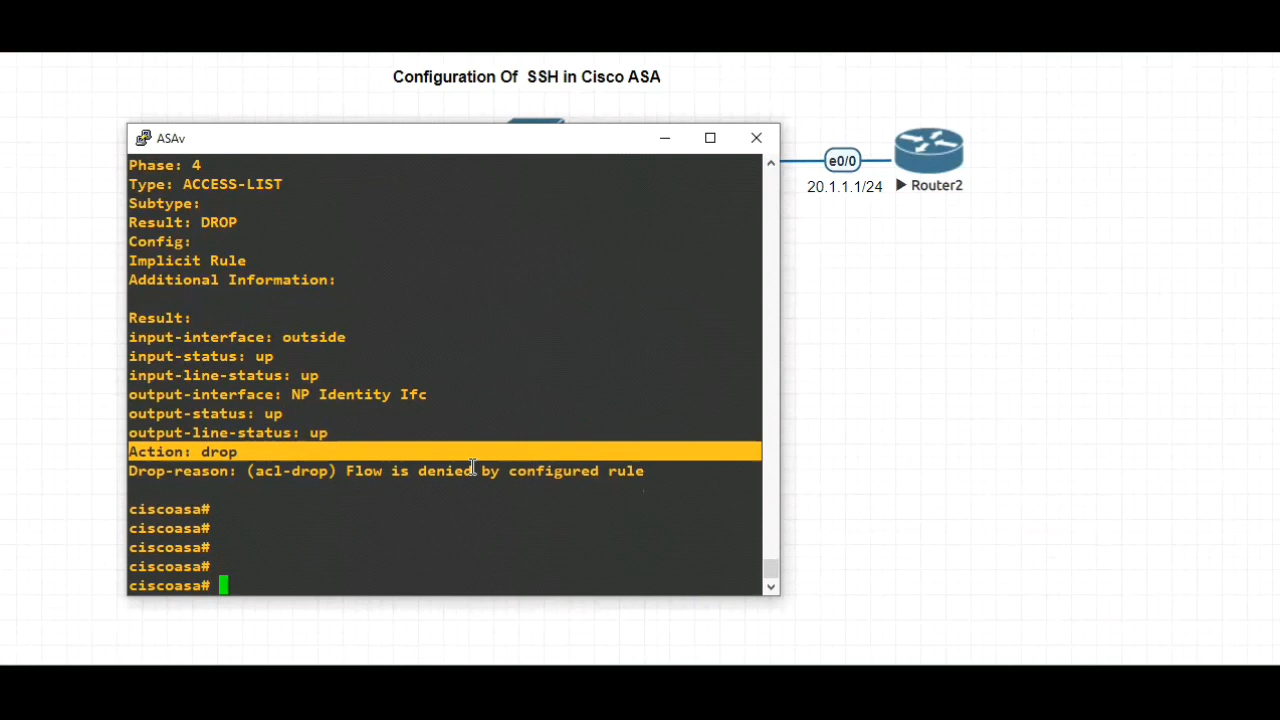 Configuration Of SSH in Cisco ASA
ASAv
Phase: 4
Type: ACCESS-LIST
Subtype:
Result: DROP
Config:
Implicit Rule
Additional Information:
Result:
input-interface: outside
input-status: up
input-line-status: up
output-interface: NP Identity Ifc
output-status: up
output-line-status: up
Action: drop
Drop-reason: (acl-drop) Flow is denied by configured rule
ciscoasa#
ciscoasa#
ciscoasa#
ciscoasa#
ciscoasa#
e0/0
20.1.1.1/24
Router2